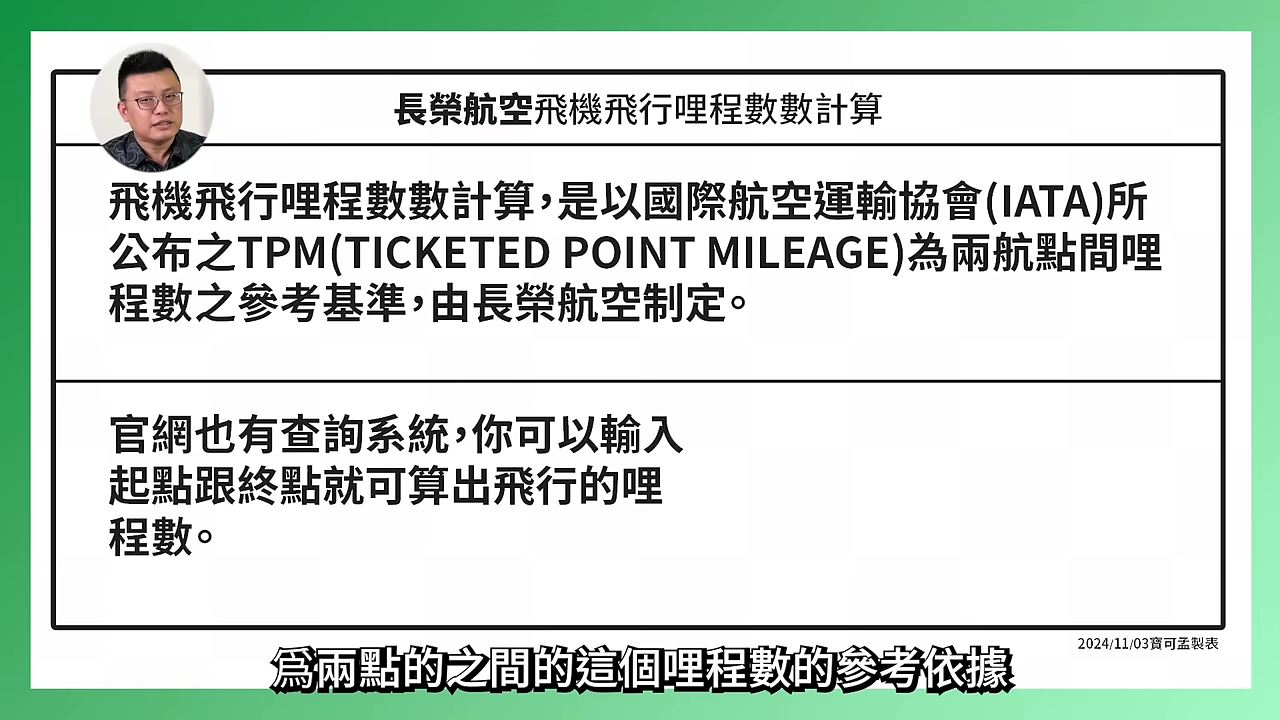 長榮航空飛機飛行哩程數數計算
飛機飛行哩程數數計算，是以國際航空運輸協會(IATA)所
公布之TPM(TICKETED POINT MILEAGE)為兩航點間哩
程數之參考基準，由長榮航空制定。
官網也有查詢系統，你可以輸入
起點跟終點就可算出飛行的哩
程數。
2024/11/03寶可孟製表
爲兩點的之間的這個哩程數的參考依據